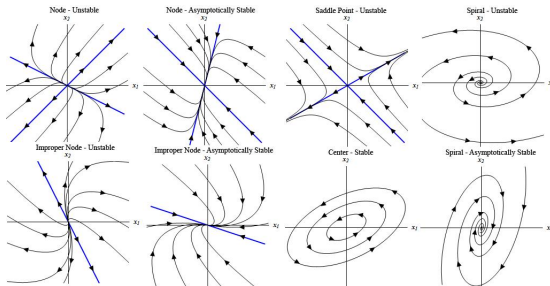 Node - Unstable
x2
x1
Node - Asymptotically Stable
x2
x1
Saddle Point - Unstable
x2
x1
Spiral - Unstable
x2
x
Improper Node - Unstable
x2
x1
Improper Node - Asymptotically Stable
x2
x1
Center - Stable
x2
x1
Spiral - Asymptotically Stable
x2
x